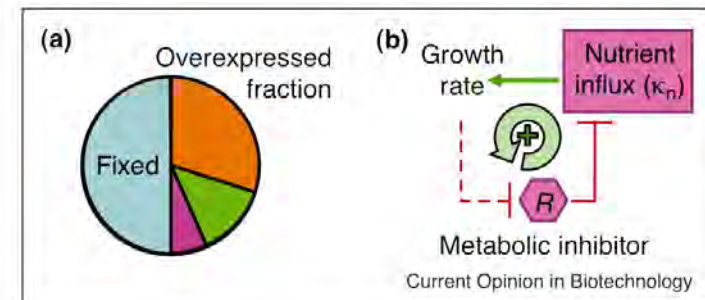 (a)
Overexpressed
fraction
Fixed
(b)
Growth
rate
Nutrient
influx (κn)
+
R
Metabolic inhibitor
Current Opinion in Biotechnology